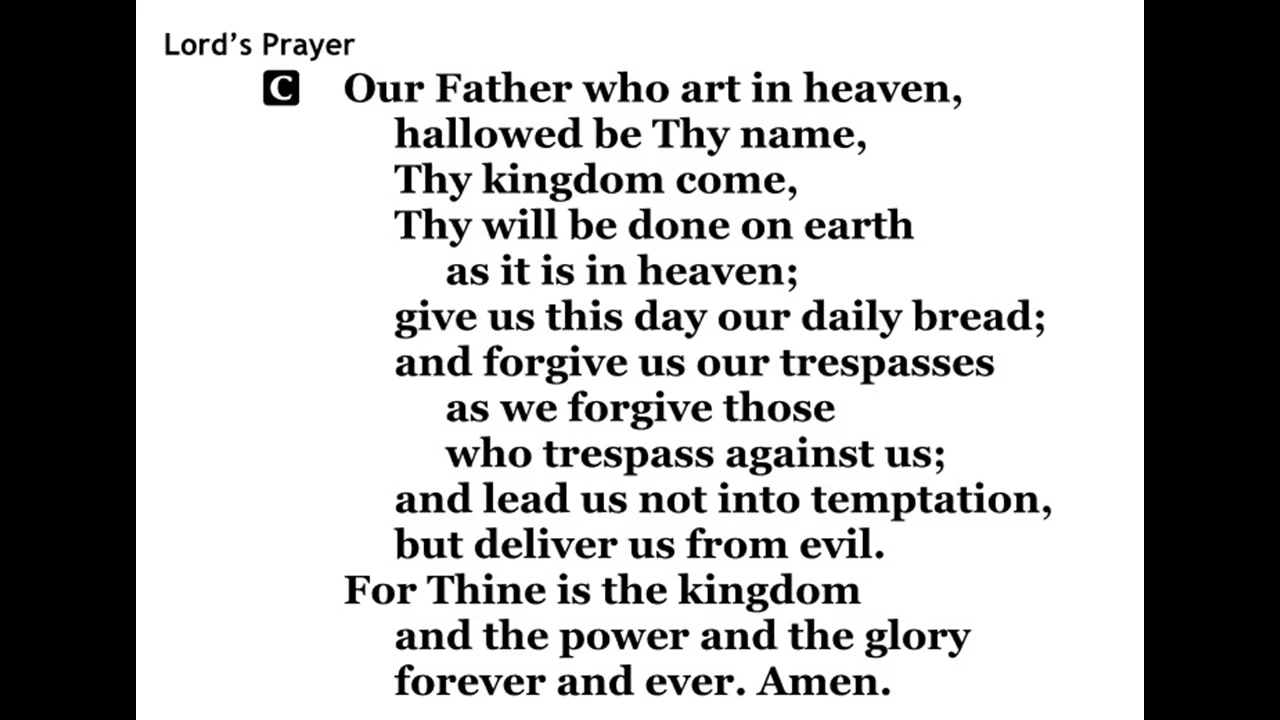 Lord’s Prayer
C Our Father who art in heaven,
hallowed be Thy name,
Thy kingdom come,
Thy will be done on earth
as it is in heaven;
give us this day our daily bread;
and forgive us our trespasses
as we forgive those
who trespass against us;
and lead us not into temptation,
but deliver us from evil.
For Thine is the kingdom
and the power and the glory
forever and ever. Amen.